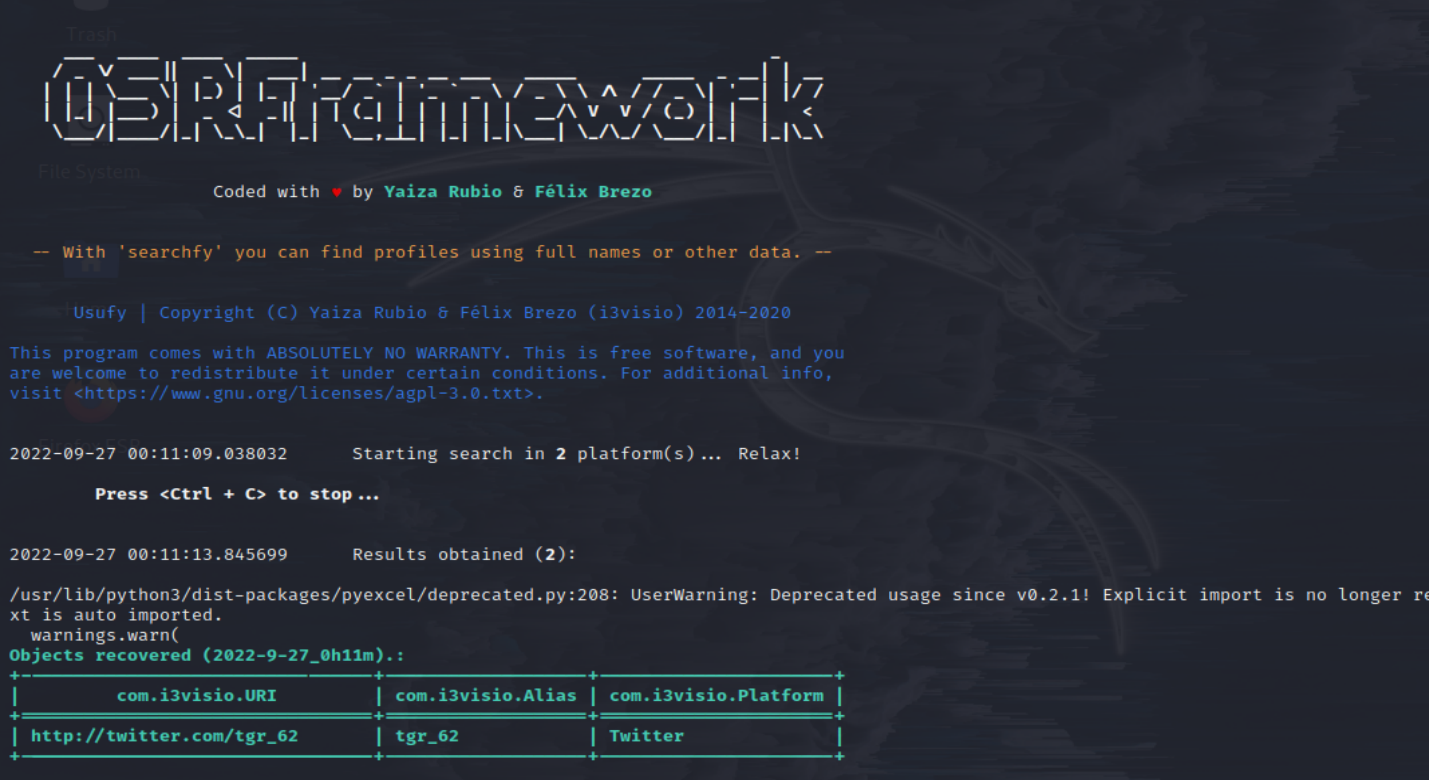 Trash
OSRFramework
File System
Coded with ♥ by Yaiza Rubio & Félix Brezo
-- With 'searchfy' you can find profiles using full names or other data. --
Usufy | Copyright (C) Yaiza Rubio & Félix Brezo (i3visio) 2014-2020
This program comes with ABSOLUTELY NO WARRANTY. This is free software, and you
are welcome to redistribute it under certain conditions. For additional info,
visit <https://www.gnu.org/licenses/agpl-3.0.txt>.
Firefox ESR
2022-09-27 00:11:09.038032 Starting search in 2 platform(s)... Relax!
Press <Ctrl + C> to stop...
2022-09-27 00:11:13.845699 Results obtained (2):
/usr/lib/python3/dist-packages/pyexcel/deprecated.py:208: UserWarning: Deprecated usage since v0.2.1! Explicit import is no longer re
xt is auto imported.
warnings.warn(
Objects recovered (2022-9-27_0h11m).:
| com.i3visio.URI | com.i3visio.Alias | com.i3visio.Platform |
| http://twitter.com/tgr_62 | tgr_62 | Twitter |